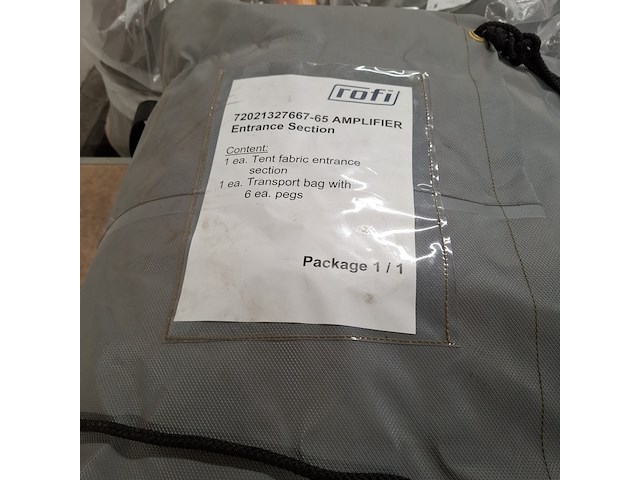 rofi
72021327667-65 AMPLIFIER
Entrance Section
Content:
1 ea. Tent fabric entrance
section
1 ea. Transport bag with
6 ea. pegs
Package 1 / 1